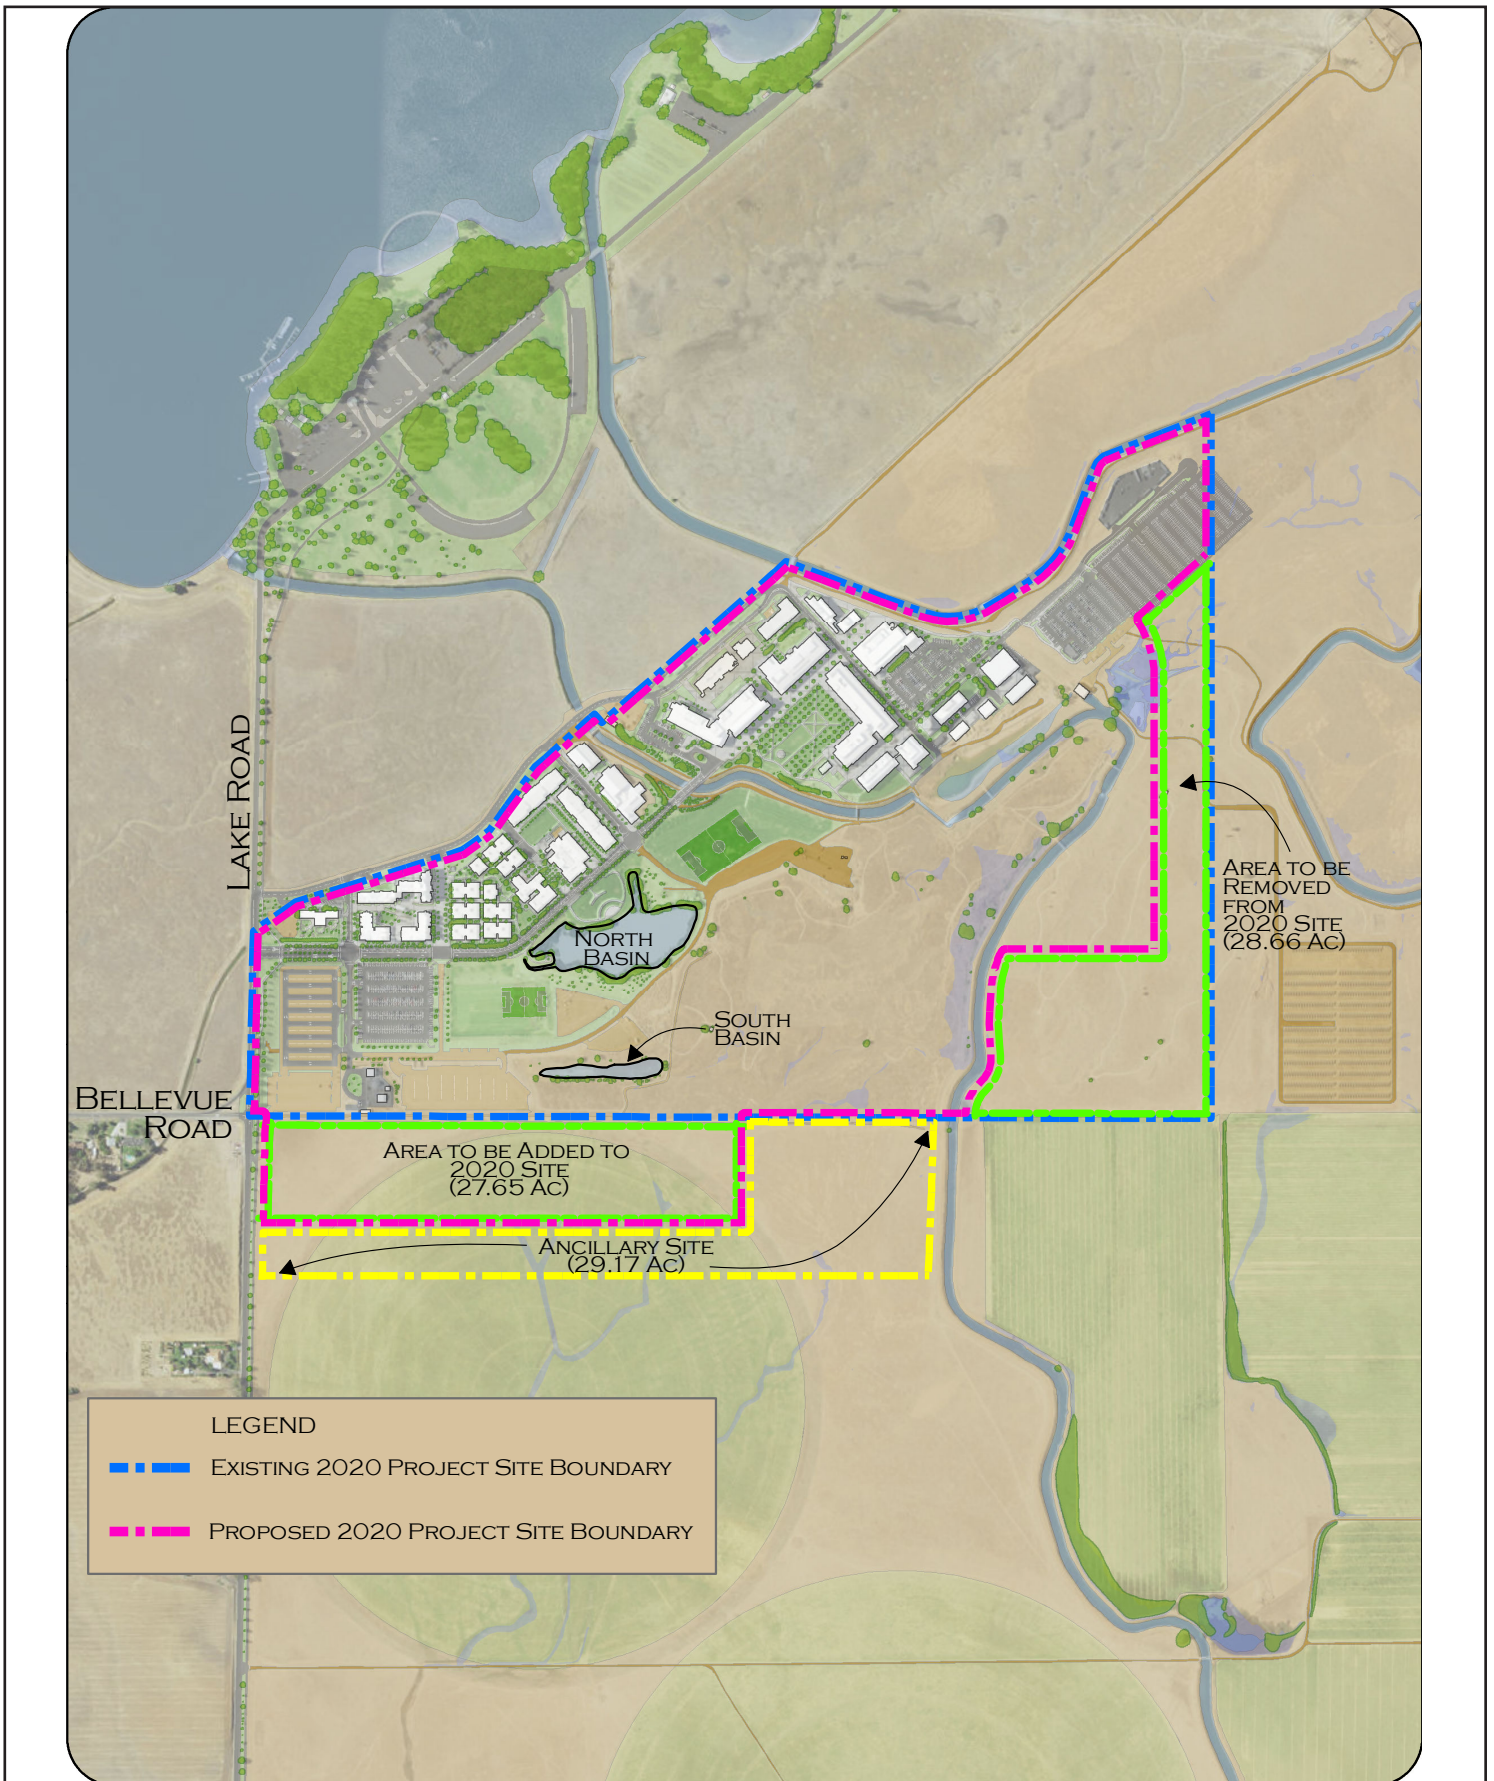 LAKE ROAD
AREA TO BE
REMOVED
FROM
2020 SITE
(28.66 AC)
NORTH
BASIN
SOUTH
BASIN
BELLEVUE
ROAD
AREA TO BE ADDED TO
2020 SITE
(27.65 AC)
ANCILLARY SITE
(29.17 AC)
LEGEND
EXISTING 2020 PROJECT SITE BOUNDARY
PROPOSED 2020 PROJECT SITE BOUNDARY